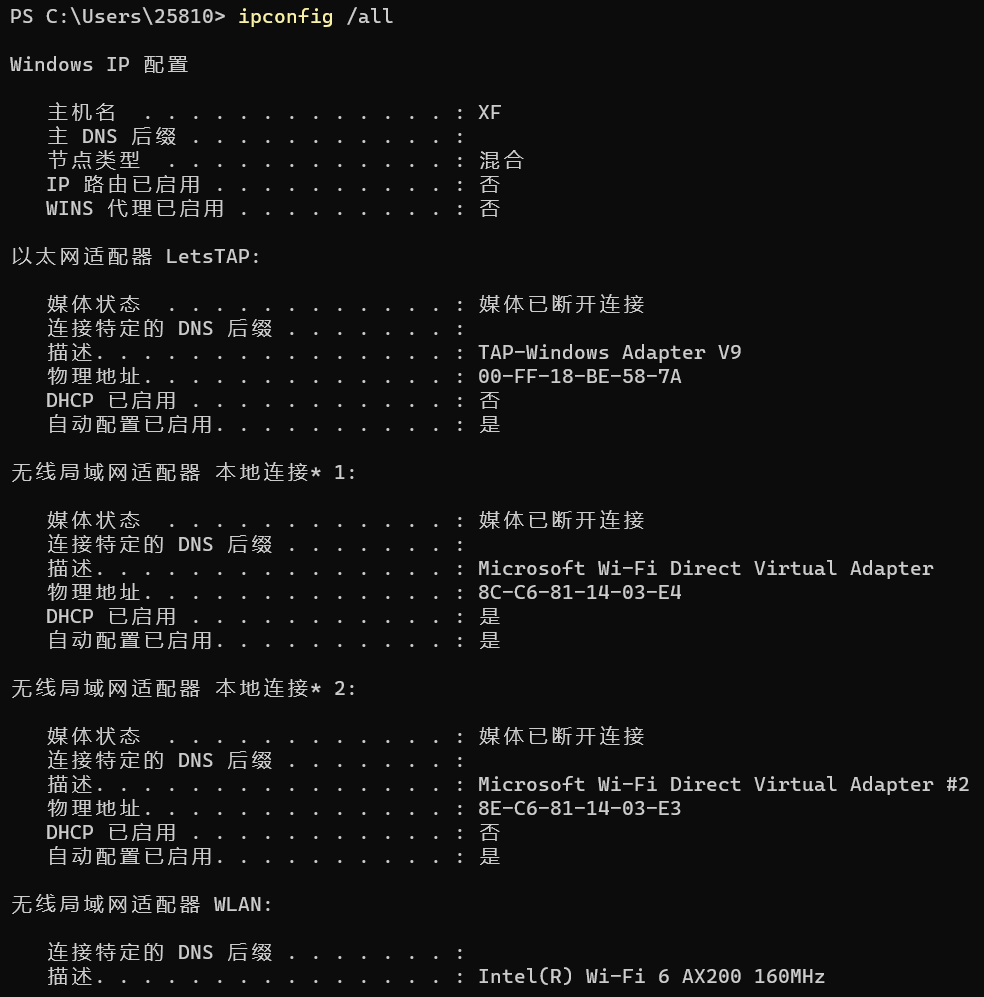 PS C:\Users\25810> ipconfig /all
Windows IP 配置
主机名 . . . . . . . . . . . . . : XF
主 DNS 后缀 . . . . . . . . . . . :
节点类型 . . . . . . . . . . . . : 混合
IP 路由已启用 . . . . . . . . . . : 否
WINS 代理已启用 . . . . . . . . . : 否
以太网适配器 LetsTAP:
媒体状态 . . . . . . . . . . . . : 媒体已断开连接
连接特定的 DNS 后缀 . . . . . . . :
描述. . . . . . . . . . . . . . . : TAP-Windows Adapter V9
物理地址. . . . . . . . . . . . . : 00-FF-18-BE-58-7A
DHCP 已启用 . . . . . . . . . . . : 否
自动配置已启用. . . . . . . . . . : 是
无线局域网适配器 本地连接* 1:
媒体状态 . . . . . . . . . . . . : 媒体已断开连接
连接特定的 DNS 后缀 . . . . . . . :
描述. . . . . . . . . . . . . . . : Microsoft Wi-Fi Direct Virtual Adapter
物理地址. . . . . . . . . . . . . : 8C-C6-81-14-03-E4
DHCP 已启用 . . . . . . . . . . . : 是
自动配置已启用. . . . . . . . . . : 是
无线局域网适配器 本地连接* 2:
媒体状态 . . . . . . . . . . . . : 媒体已断开连接
连接特定的 DNS 后缀 . . . . . . . :
描述. . . . . . . . . . . . . . . : Microsoft Wi-Fi Direct Virtual Adapter #2
物理地址. . . . . . . . . . . . . : 8E-C6-81-14-03-E3
DHCP 已启用 . . . . . . . . . . . : 否
自动配置已启用. . . . . . . . . . : 是
无线局域网适配器 WLAN:
连接特定的 DNS 后缀 . . . . . . . :
描述. . . . . . . . . . . . . . . : Intel(R) Wi-Fi 6 AX200 160MHz